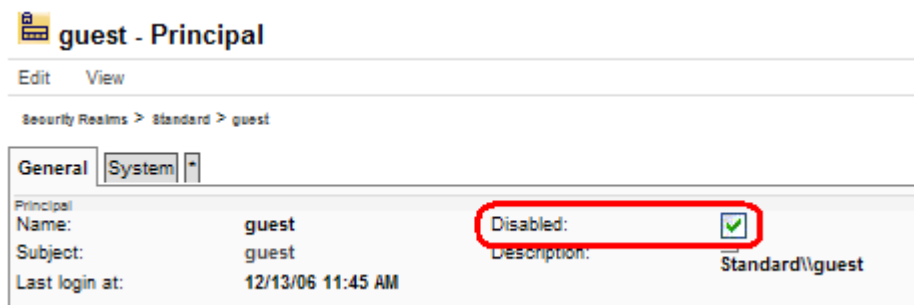 guest - Principal
Edit View
Security Realms > Standard > guest
General System *
Principal
Name: guest Disabled:
Subject: guest Description: Standard\\guest
Last login at: 12/13/06 11:45 AM